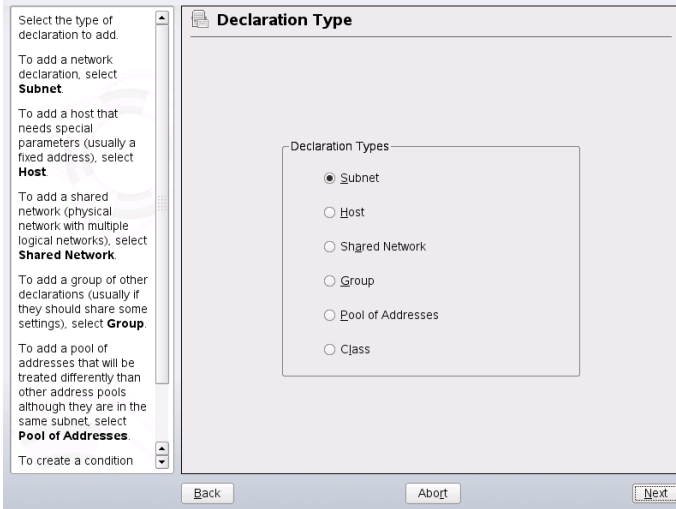 Select the type of
declaration to add.
To add a network
declaration, select
Subnet.
To add a host that
needs special
parameters (usually a
fixed address), select
Host.
To add a shared
network (physical
network with multiple
logical networks), select
Shared Network.
To add a group of other
declarations (usually if
they should share some
settings), select Group.
To add a pool of
addresses that will be
treated differently than
other address pools
although they are in the
same subnet, select
Pool of Addresses.
To create a condition
Declaration Type
Declaration Types
Subnet
Host
Shared Network
Group
Pool of Addresses
Class
Back
Abort
Next